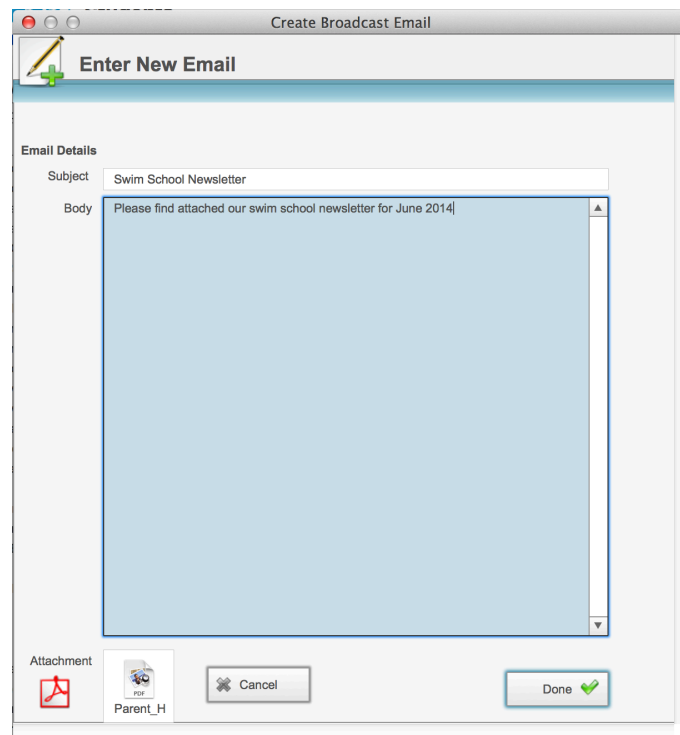 Create Broadcast Email
Enter New Email
Email Details
Subject
Swim School Newsletter
Body
Please find attached our swim school newsletter for June 2014
Attachment
PDF
Parent_H
Cancel
Done